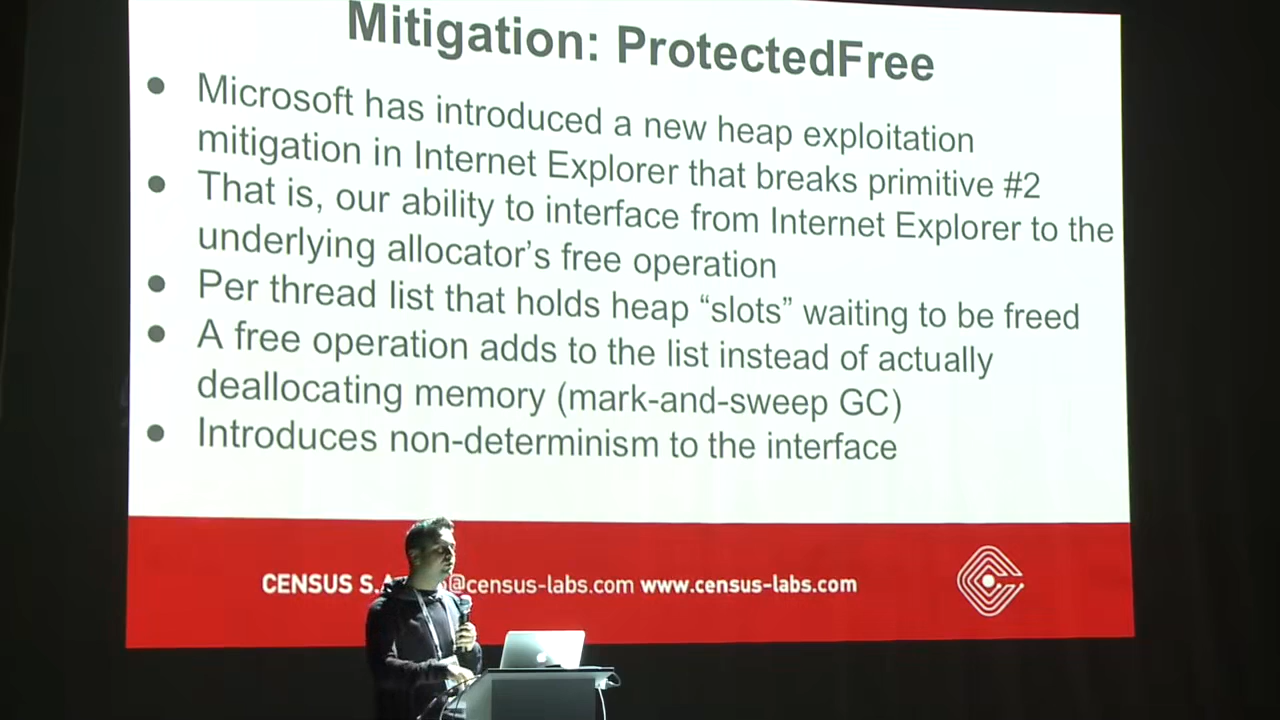 Mitigation: ProtectedFree
● Microsoft has introduced a new heap exploitation
mitigation in Internet Explorer that breaks primitive #2
● That is, our ability to interface from Internet Explorer to the
underlying allocator's free operation
● Per thread list that holds heap “slots” waiting to be freed
● A free operation adds to the list instead of actually
deallocating memory (mark-and-sweep GC)
● Introduces non-determinism to the interface
CENSUS @census-labs.com www.census-labs.com